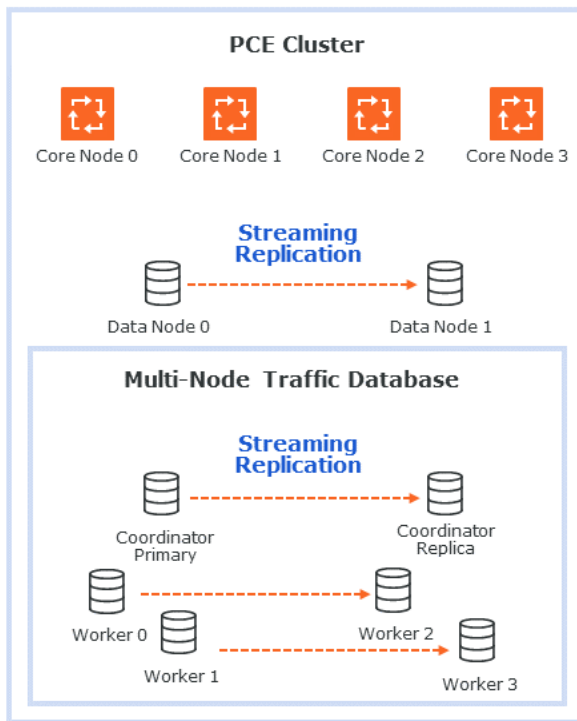 PCE Cluster
Core Node 0
Core Node 1
Core Node 2
Core Node 3
Streaming
Replication
Data Node 0
Data Node 1
Multi-Node Traffic Database
Streaming
Replication
Coordinator
Primary
Coordinator
Replica
Worker 0
Worker 2
Worker 1
Worker 3